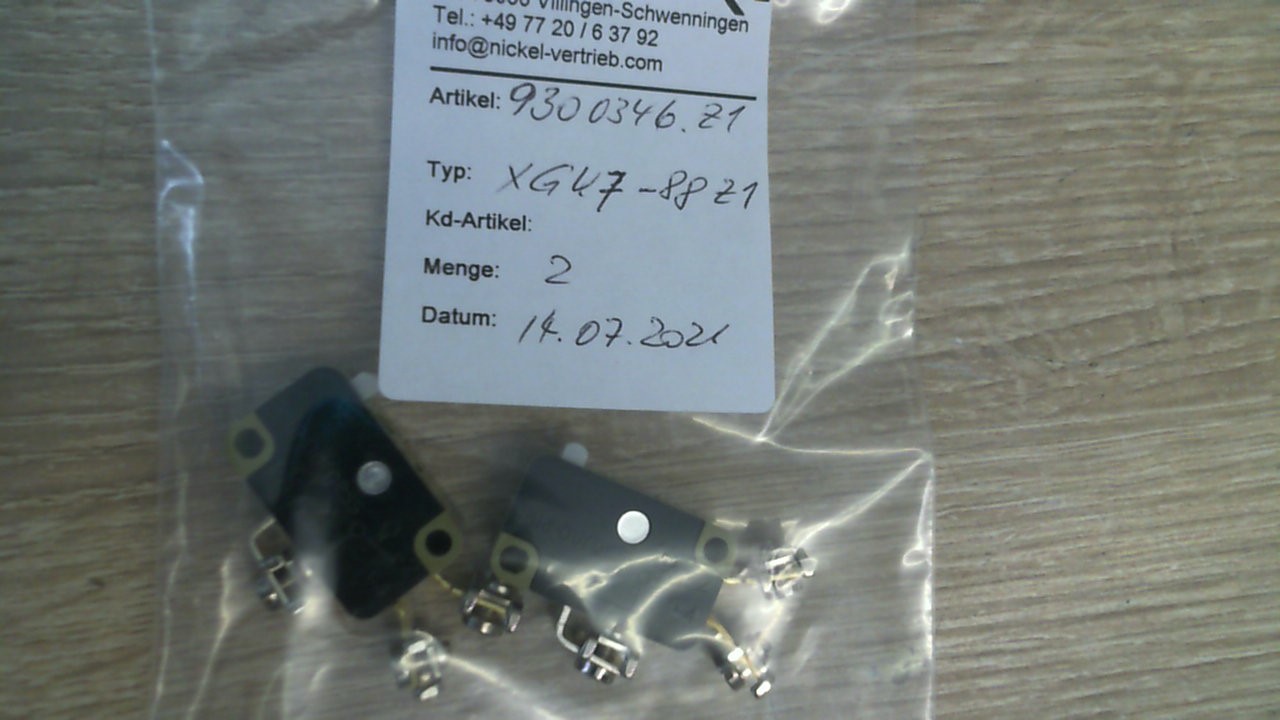 Villingen-Schwenningen
Tel.: +49 77 20 / 6 37 92
info@nickel-vertrieb.com
Artikel: 9300346.Z1
Typ: XGK7-88Z1
Kd-Artikel:
Menge: 2
Datum: 14.07.2021